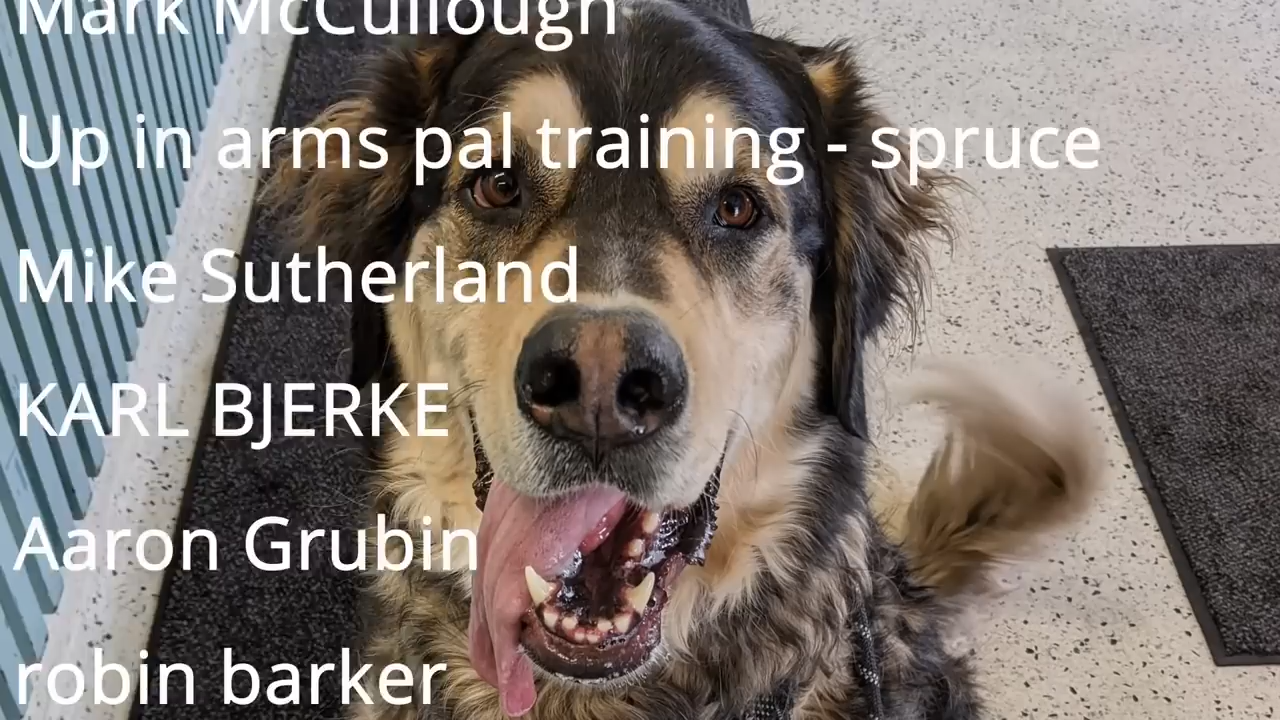 Mark McCullough
Up in arms pal training - spruce
Mike Sutherland
KARL BJERKE
Aaron Grubin
robin barker